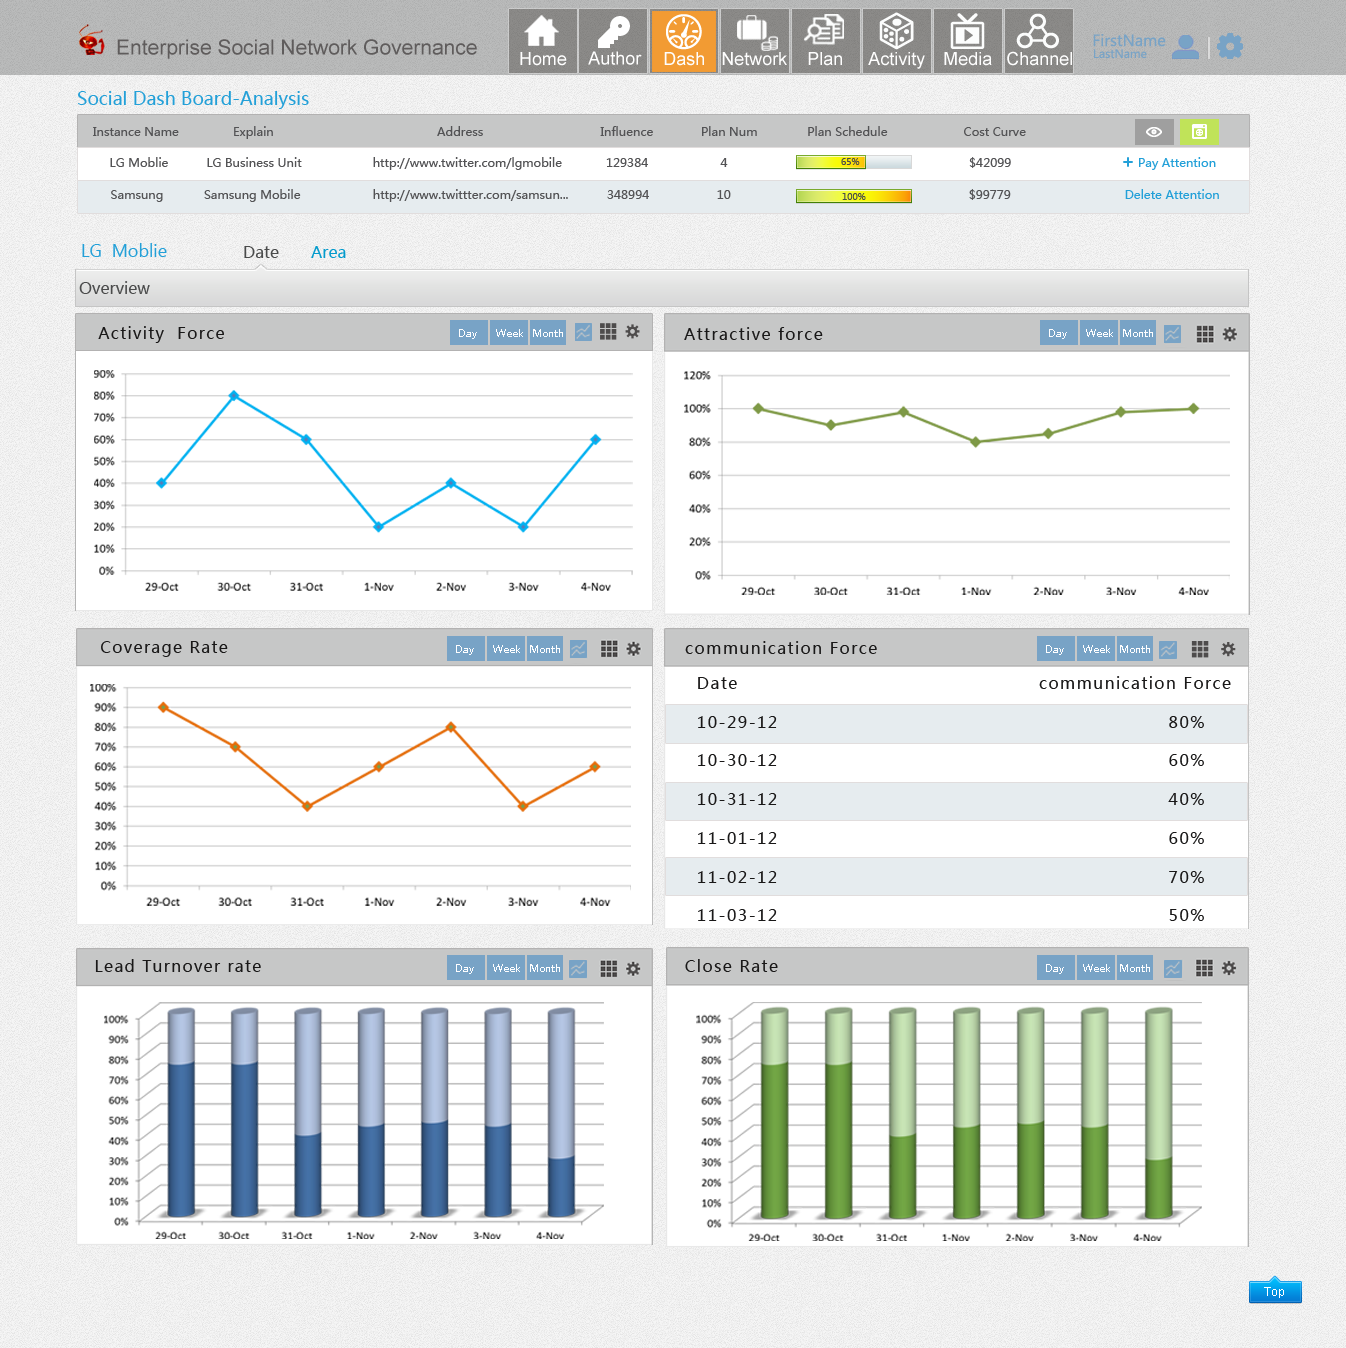 Enterprise Social Network Governance
Home Author Dash Network Plan Activity Media Channel
FirstName
LastName
Social Dash Board-Analysis
Instance Name Explain Address Influence Plan Num Plan Schedule Cost Curve
LG Moblie LG Business Unit http://www.twitter.com/lgmobile 129384 4 65% $42099 + Pay Attention
Samsung Samsung Mobile http://www.twittter.com/samsun... 348994 10 100% $99779 Delete Attention
LG Moblie Date Area
Overview
Activity Force Day Week Month
90%
80%
70%
60%
50%
40%
30%
20%
10%
0%
29-Oct 30-Oct 31-Oct 1-Nov 2-Nov 3-Nov 4-Nov
Attractive force Day Week Month
120%
100%
80%
60%
40%
20%
0%
29-Oct 30-Oct 31-Oct 1-Nov 2-Nov 3-Nov 4-Nov
Coverage Rate Day Week Month
100%
90%
80%
70%
60%
50%
40%
30%
20%
10%
0%
29-Oct 30-Oct 31-Oct 1-Nov 2-Nov 3-Nov 4-Nov
communication Force Day Week Month
Date communication Force
10-29-12 80%
10-30-12 60%
10-31-12 40%
11-01-12 60%
11-02-12 70%
11-03-12 50%
Lead Turnover rate Day Week Month
100%
90%
80%
70%
60%
50%
40%
30%
20%
10%
0%
29-Oct 30-Oct 31-Oct 1-Nov 2-Nov 3-Nov 4-Nov
Close Rate Day Week Month
100%
90%
80%
70%
60%
50%
40%
30%
20%
10%
0%
29-Oct 30-Oct 31-Oct 1-Nov 2-Nov 3-Nov 4-Nov
Top